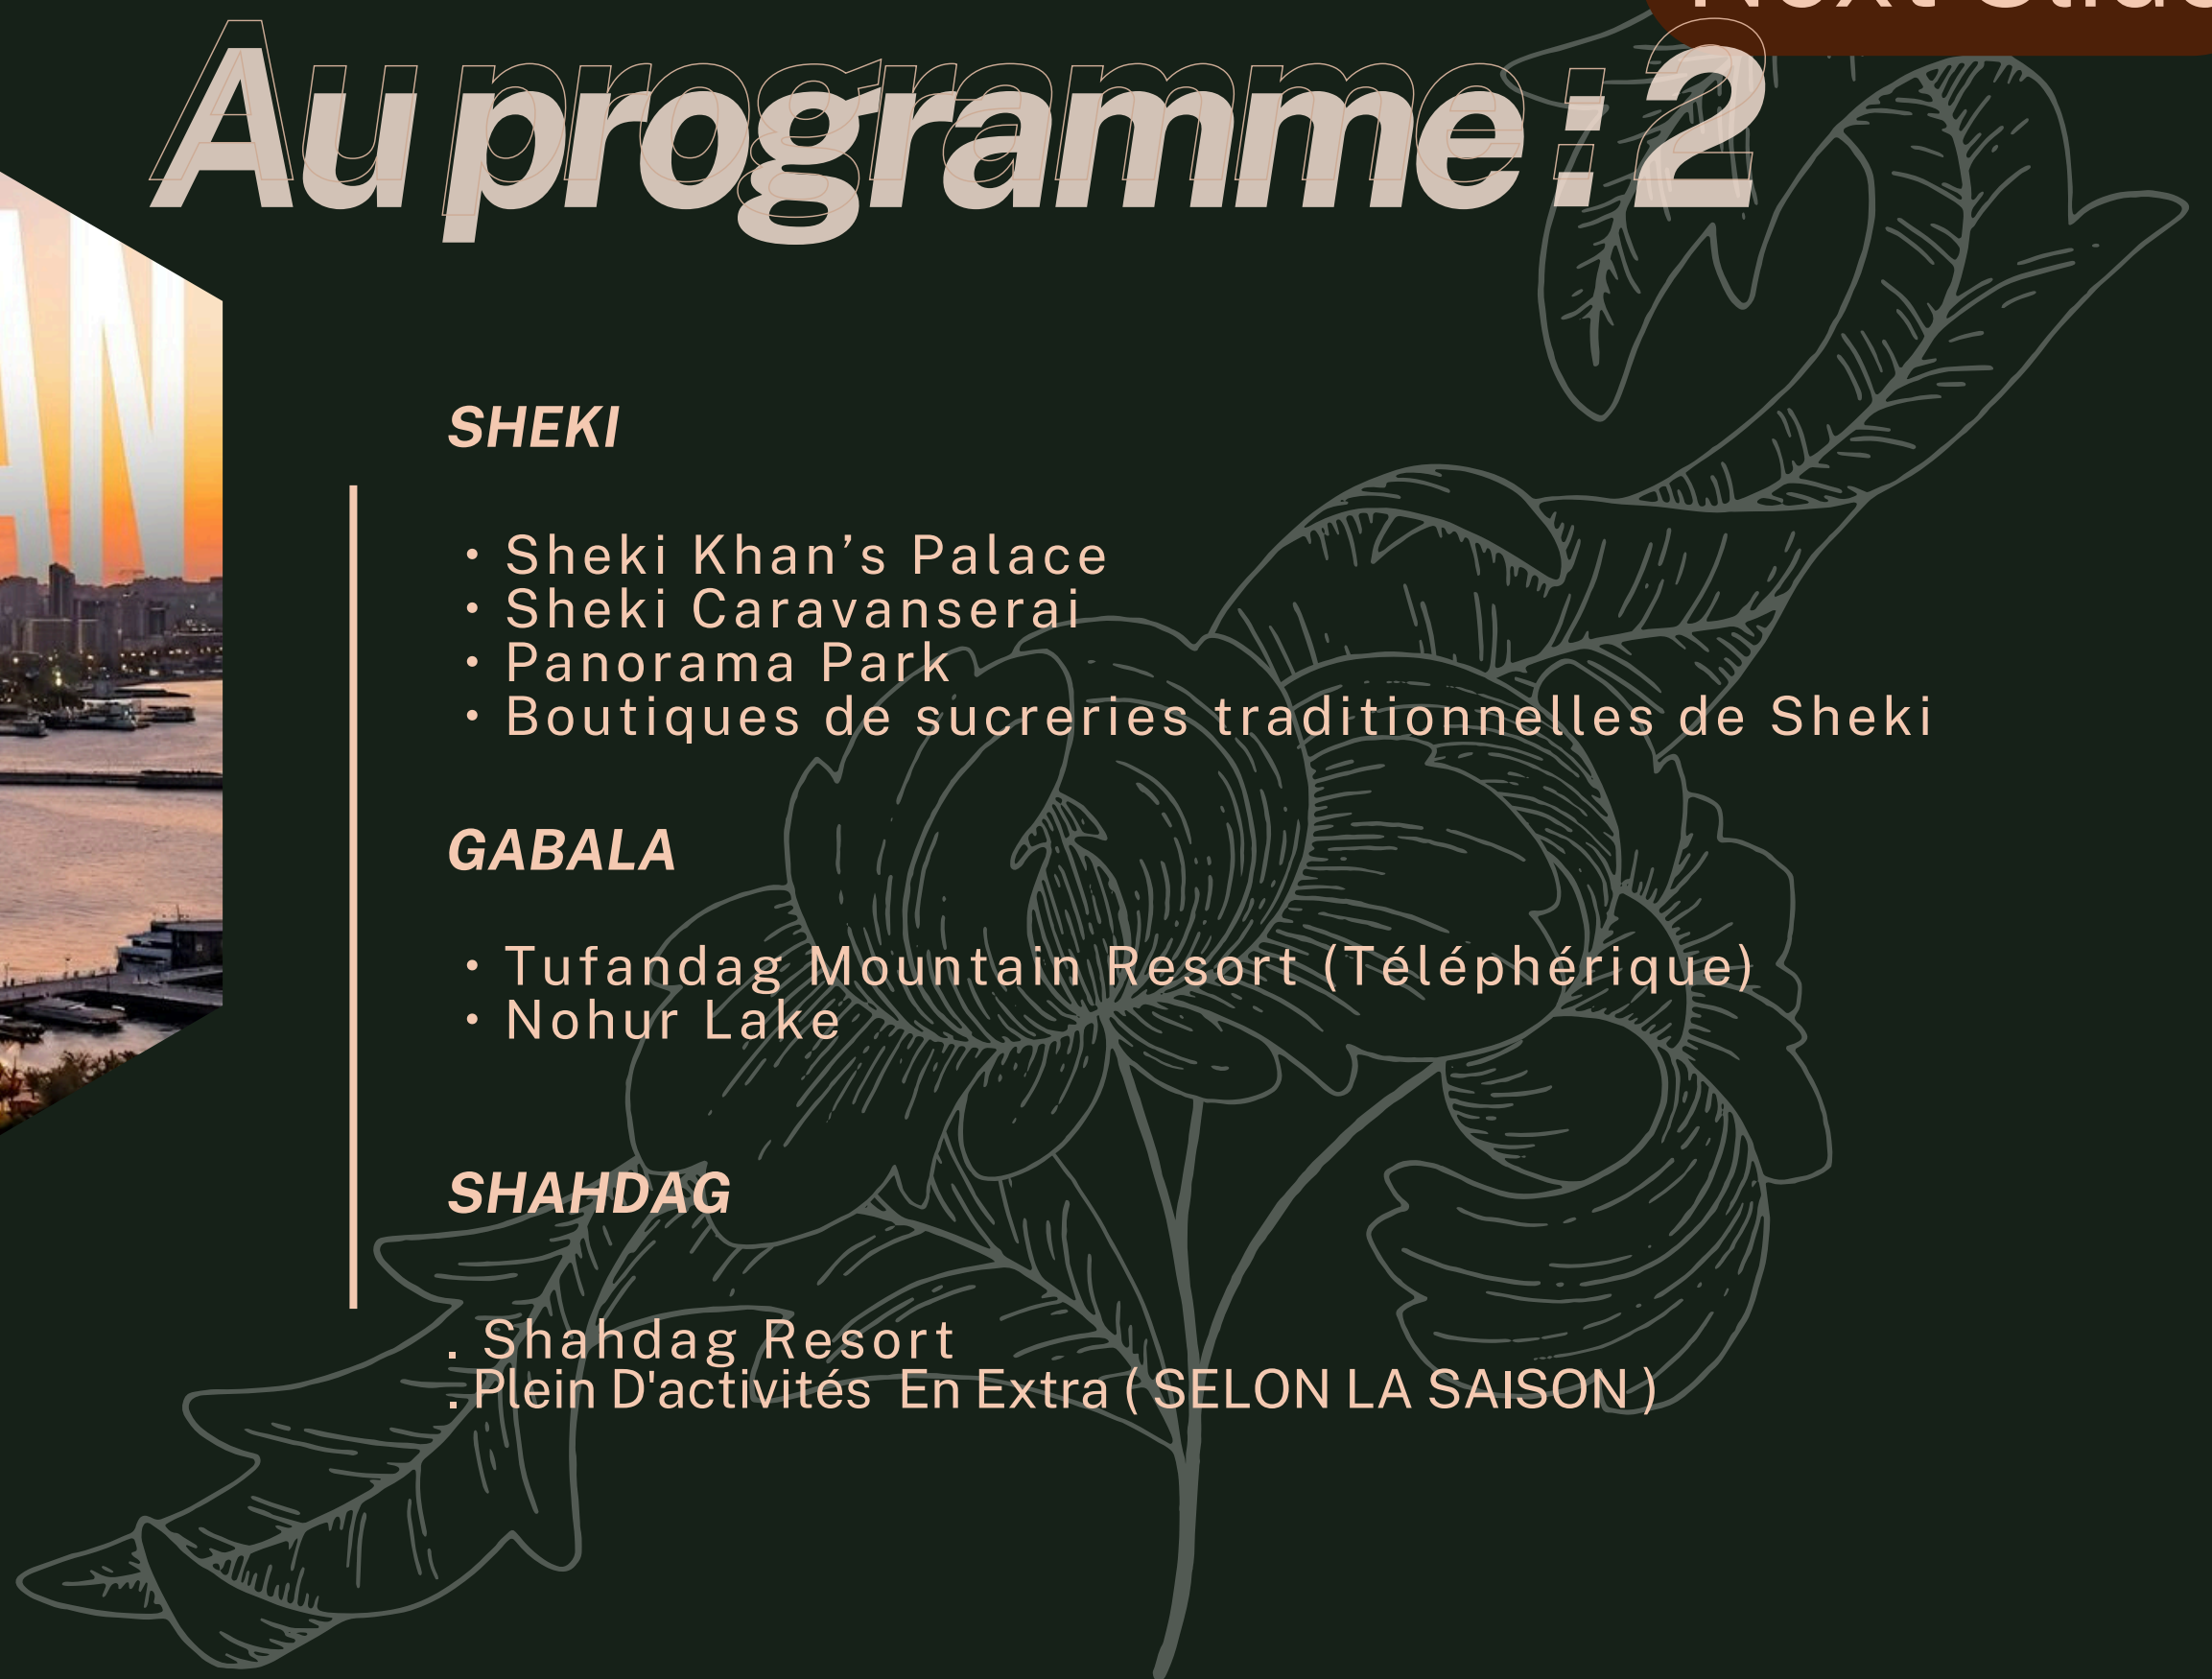 Au programme : 2
SHEKI
• Sheki Khan’s Palace
• Sheki Caravanserai
• Panorama Park
• Boutiques de sucreries traditionnelles de Sheki
GABALA
• Tufandag Mountain Resort (Téléphérique)
• Nohur Lake
SHAHDAG
. Shahdag Resort
. Plein D'activités En Extra ( SELON LA SAISON )